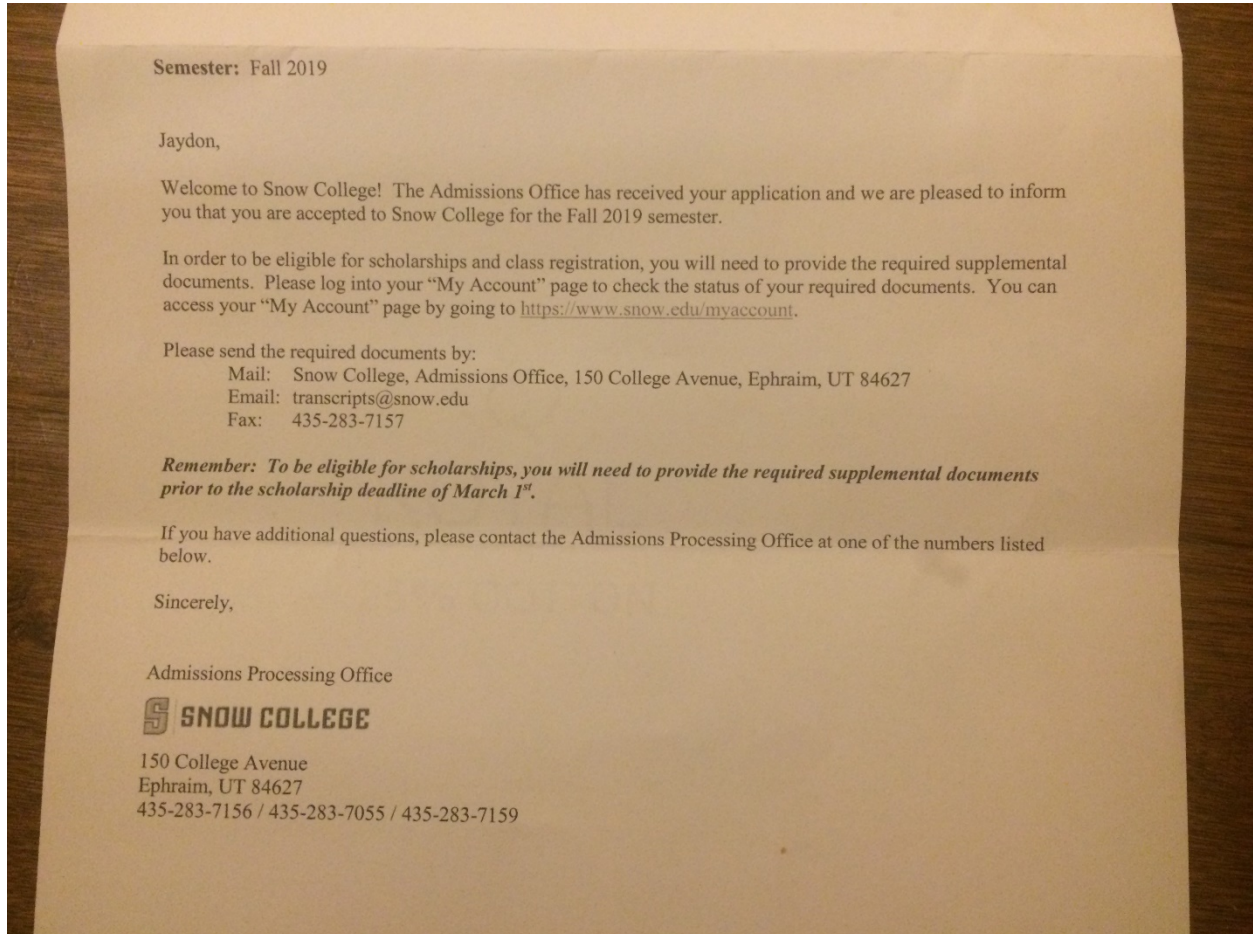 Semester: Fall 2019
Jaydon,
Welcome to Snow College! The Admissions Office has received your application and we are pleased to inform
you that you are accepted to Snow College for the Fall 2019 semester.
In order to be eligible for scholarships and class registration, you will need to provide the required supplemental
documents. Please log into your “My Account” page to check the status of your required documents. You can
access your “My Account” page by going to https://www.snow.edu/myaccount.
Please send the required documents by:
Mail: Snow College, Admissions Office, 150 College Avenue, Ephraim, UT 84627
Email: transcripts@snow.edu
Fax: 435-283-7157
Remember: To be eligible for scholarships, you will need to provide the required supplemental documents
prior to the scholarship deadline of March 1st.
If you have additional questions, please contact the Admissions Processing Office at one of the numbers listed
below.
Sincerely,
Admissions Processing Office
S SNOW COLLEGE
150 College Avenue
Ephraim, UT 84627
435-283-7156 / 435-283-7055 / 435-283-7159